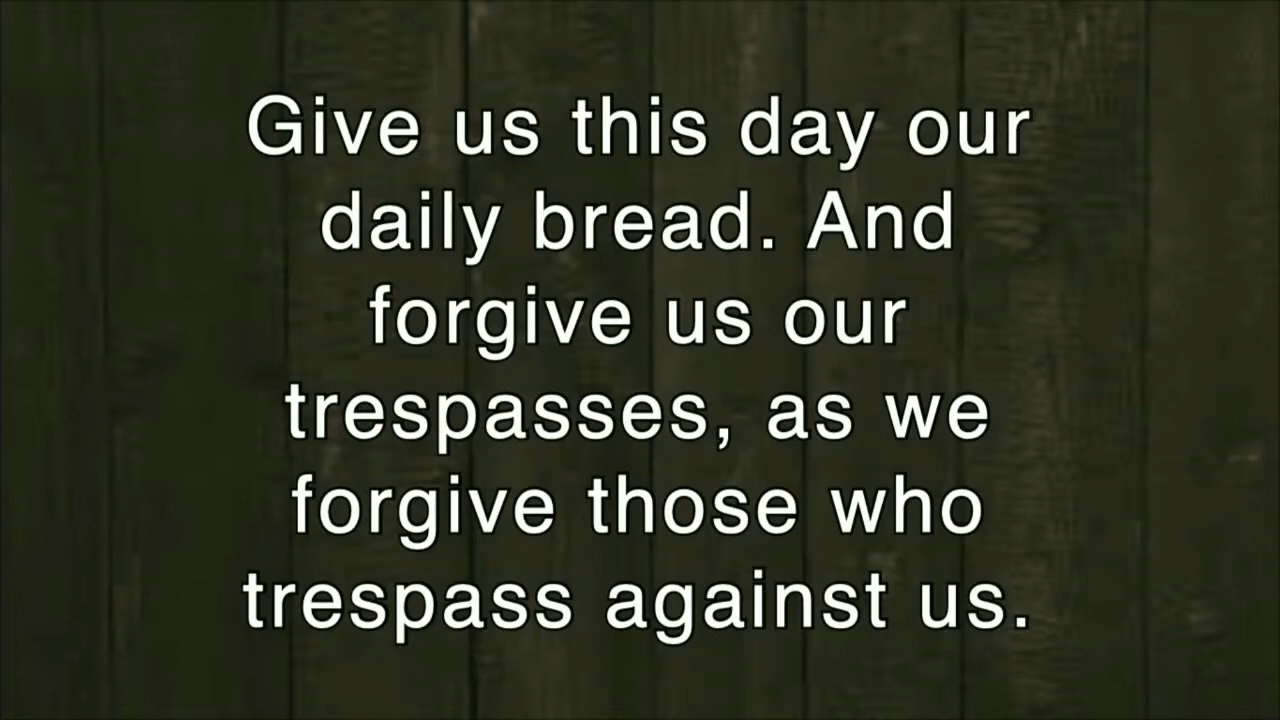 Give us this day our
daily bread. And
forgive us our
trespasses, as we
forgive those who
trespass against us.